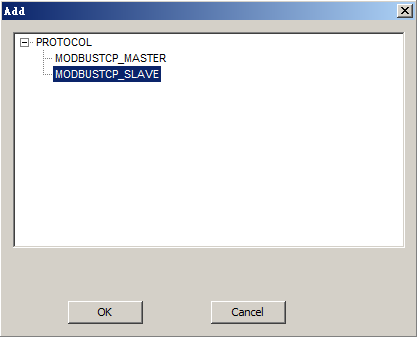 Add
PROTOCOL
MODBUSTCP_MASTER
MODBUSTCP_SLAVE
OK
Cancel